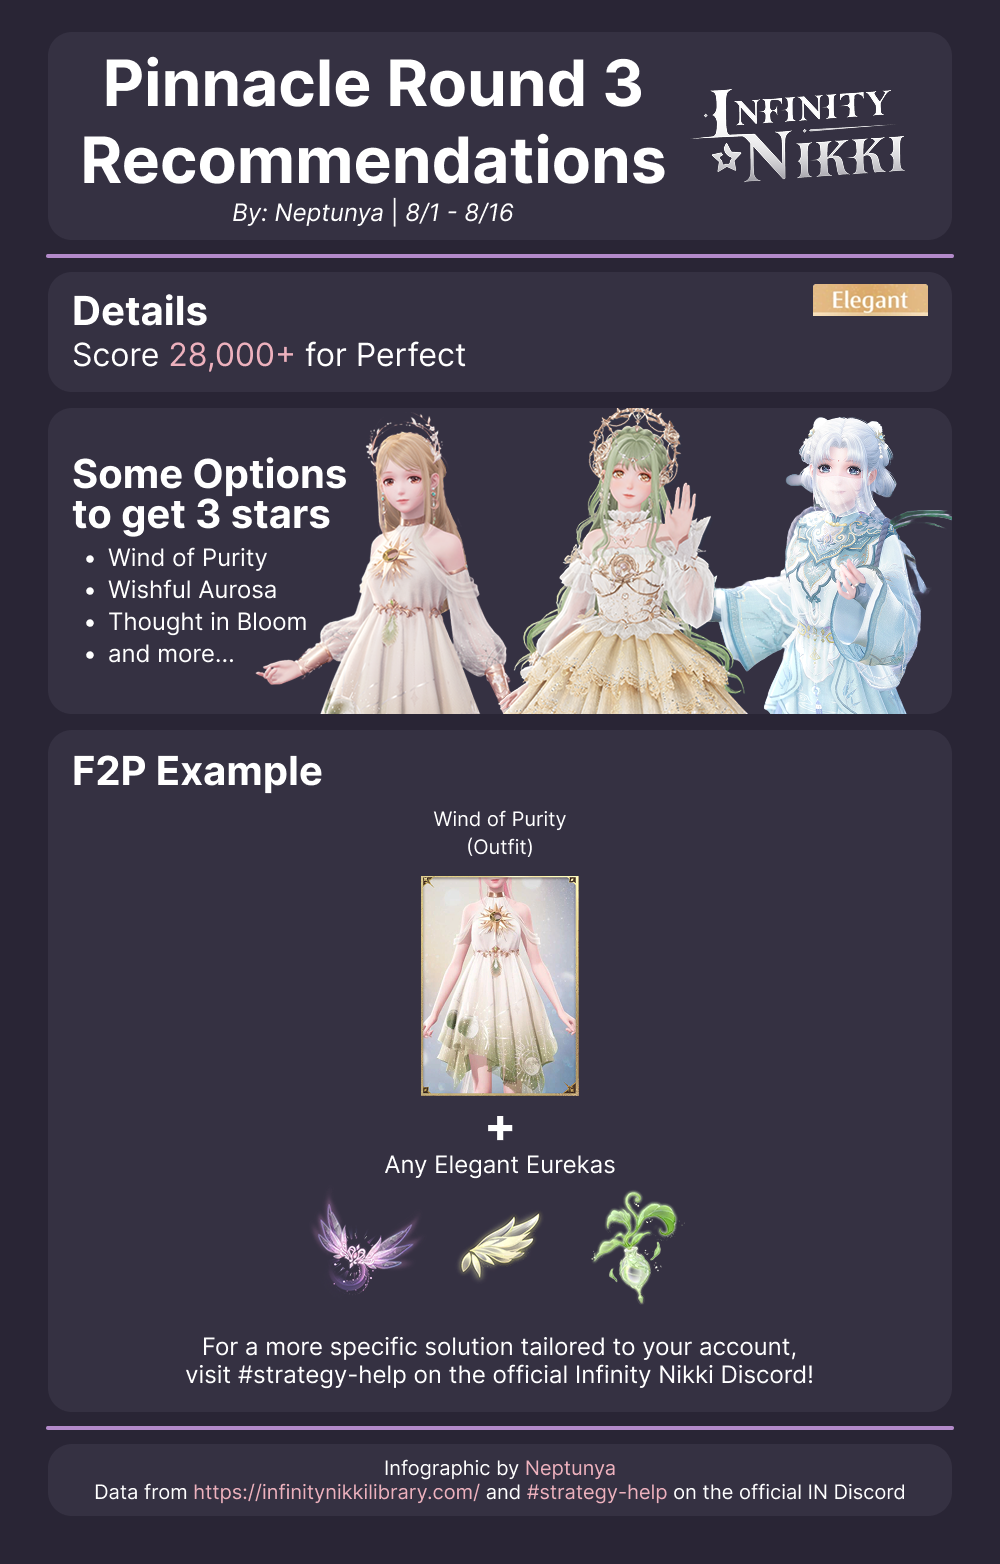 Pinnacle Round 3
Recommendations
By: Neptunya | 8/1 - 8/16
INFINITY
NIKKI
Details
Elegant
Score 28,000+ for Perfect
Some Options
to get 3 stars
• Wind of Purity
• Wishful Aurosa
• Thought in Bloom
• and more...
F2P Example
Wind of Purity
(Outfit)
+
Any Elegant Eurekas
For a more specific solution tailored to your account,
visit #strategy-help on the official Infinity Nikki Discord!
Infographic by Neptunya
Data from https://infinitynikkilibrary.com/ and #strategy-help on the official IN Discord